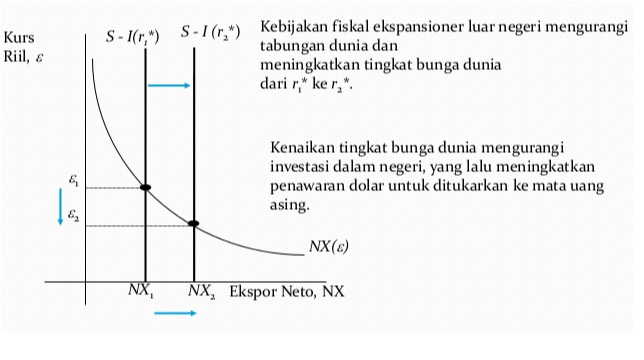 Kurs
Riil, ε
S - I(r₁*)
S - I (r₂*)
Kebijakan fiskal ekspansioner luar negeri mengurangi
tabungan dunia dan
meningkatkan tingkat bunga dunia
dari r₁* ke r₂*.
Kenaikan tingkat bunga dunia mengurangi
investasi dalam negeri, yang lalu meningkatkan
penawaran dolar untuk ditukarkan ke mata uang
asing.
ε₁
ε₂
NX(ε)
NX₁
NX₂
Ekspor Neto, NX